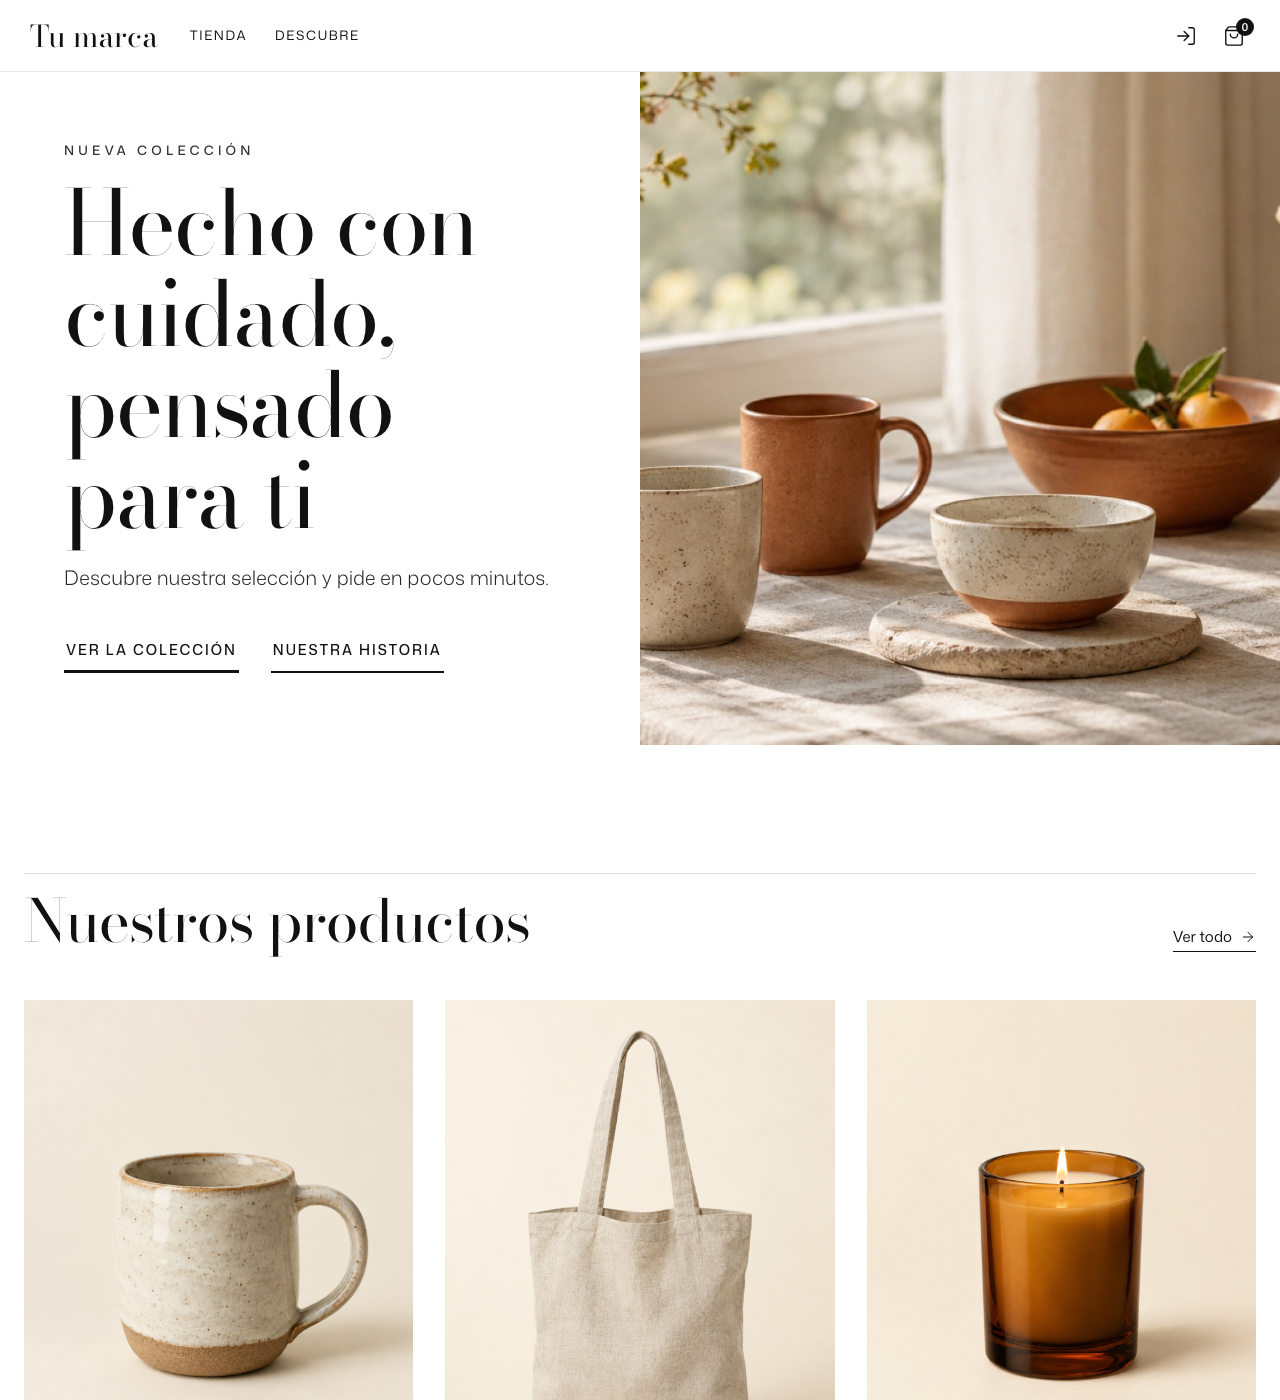 Tu marca
TIENDA
DESCUBRE
0
NUEVA COLECCIÓN
Hecho con
cuidado,
pensado
para ti
Descubre nuestra selección y pide en pocos minutos.
VER LA COLECCIÓN
NUESTRA HISTORIA
Nuestros productos
Ver todo